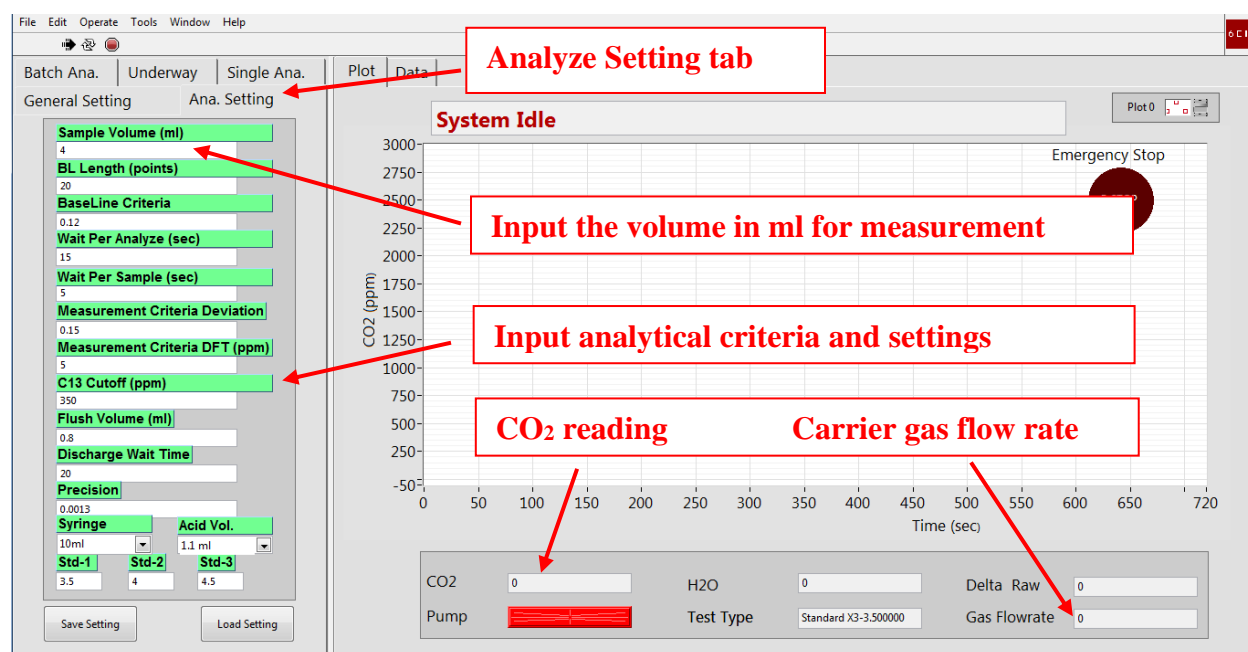 File Edit Operate Tools Window Help
Batch Ana. Underway Single Ana.
General Setting Ana. Setting
Sample Volume (ml)
4
BL Length (points)
20
BaseLine Criteria
0.12
Wait Per Analyze (sec)
15
Wait Per Sample (sec)
5
Measurement Criteria Deviation
0.15
Measurement Criteria DFT (ppm)
5
C13 Cutoff (ppm)
350
Flush Volume (ml)
0.8
Discharge Wait Time
20
Precision
0.0013
Syringe Acid Vol.
10ml 1.1 ml
Std-1 Std-2 Std-3
3.5 4 4.5
Save Setting Load Setting
Plot Data
Analyze Setting tab
System Idle
Plot 0
Emergency Stop
Input the volume in ml for measurement
Input analytical criteria and settings
CO2 reading Carrier gas flow rate
CO2 (ppm)
3000
2750
2500
2250
2000
1750
1500
1250
1000
750
500
250
-50
0 50 100 150 200 250 300 350 400 450 500 550 600 650 720
Time (sec)
CO2 0 H2O 0 Delta Raw 0
Pump Test Type Standard X3-3.500000 Gas Flowrate 0